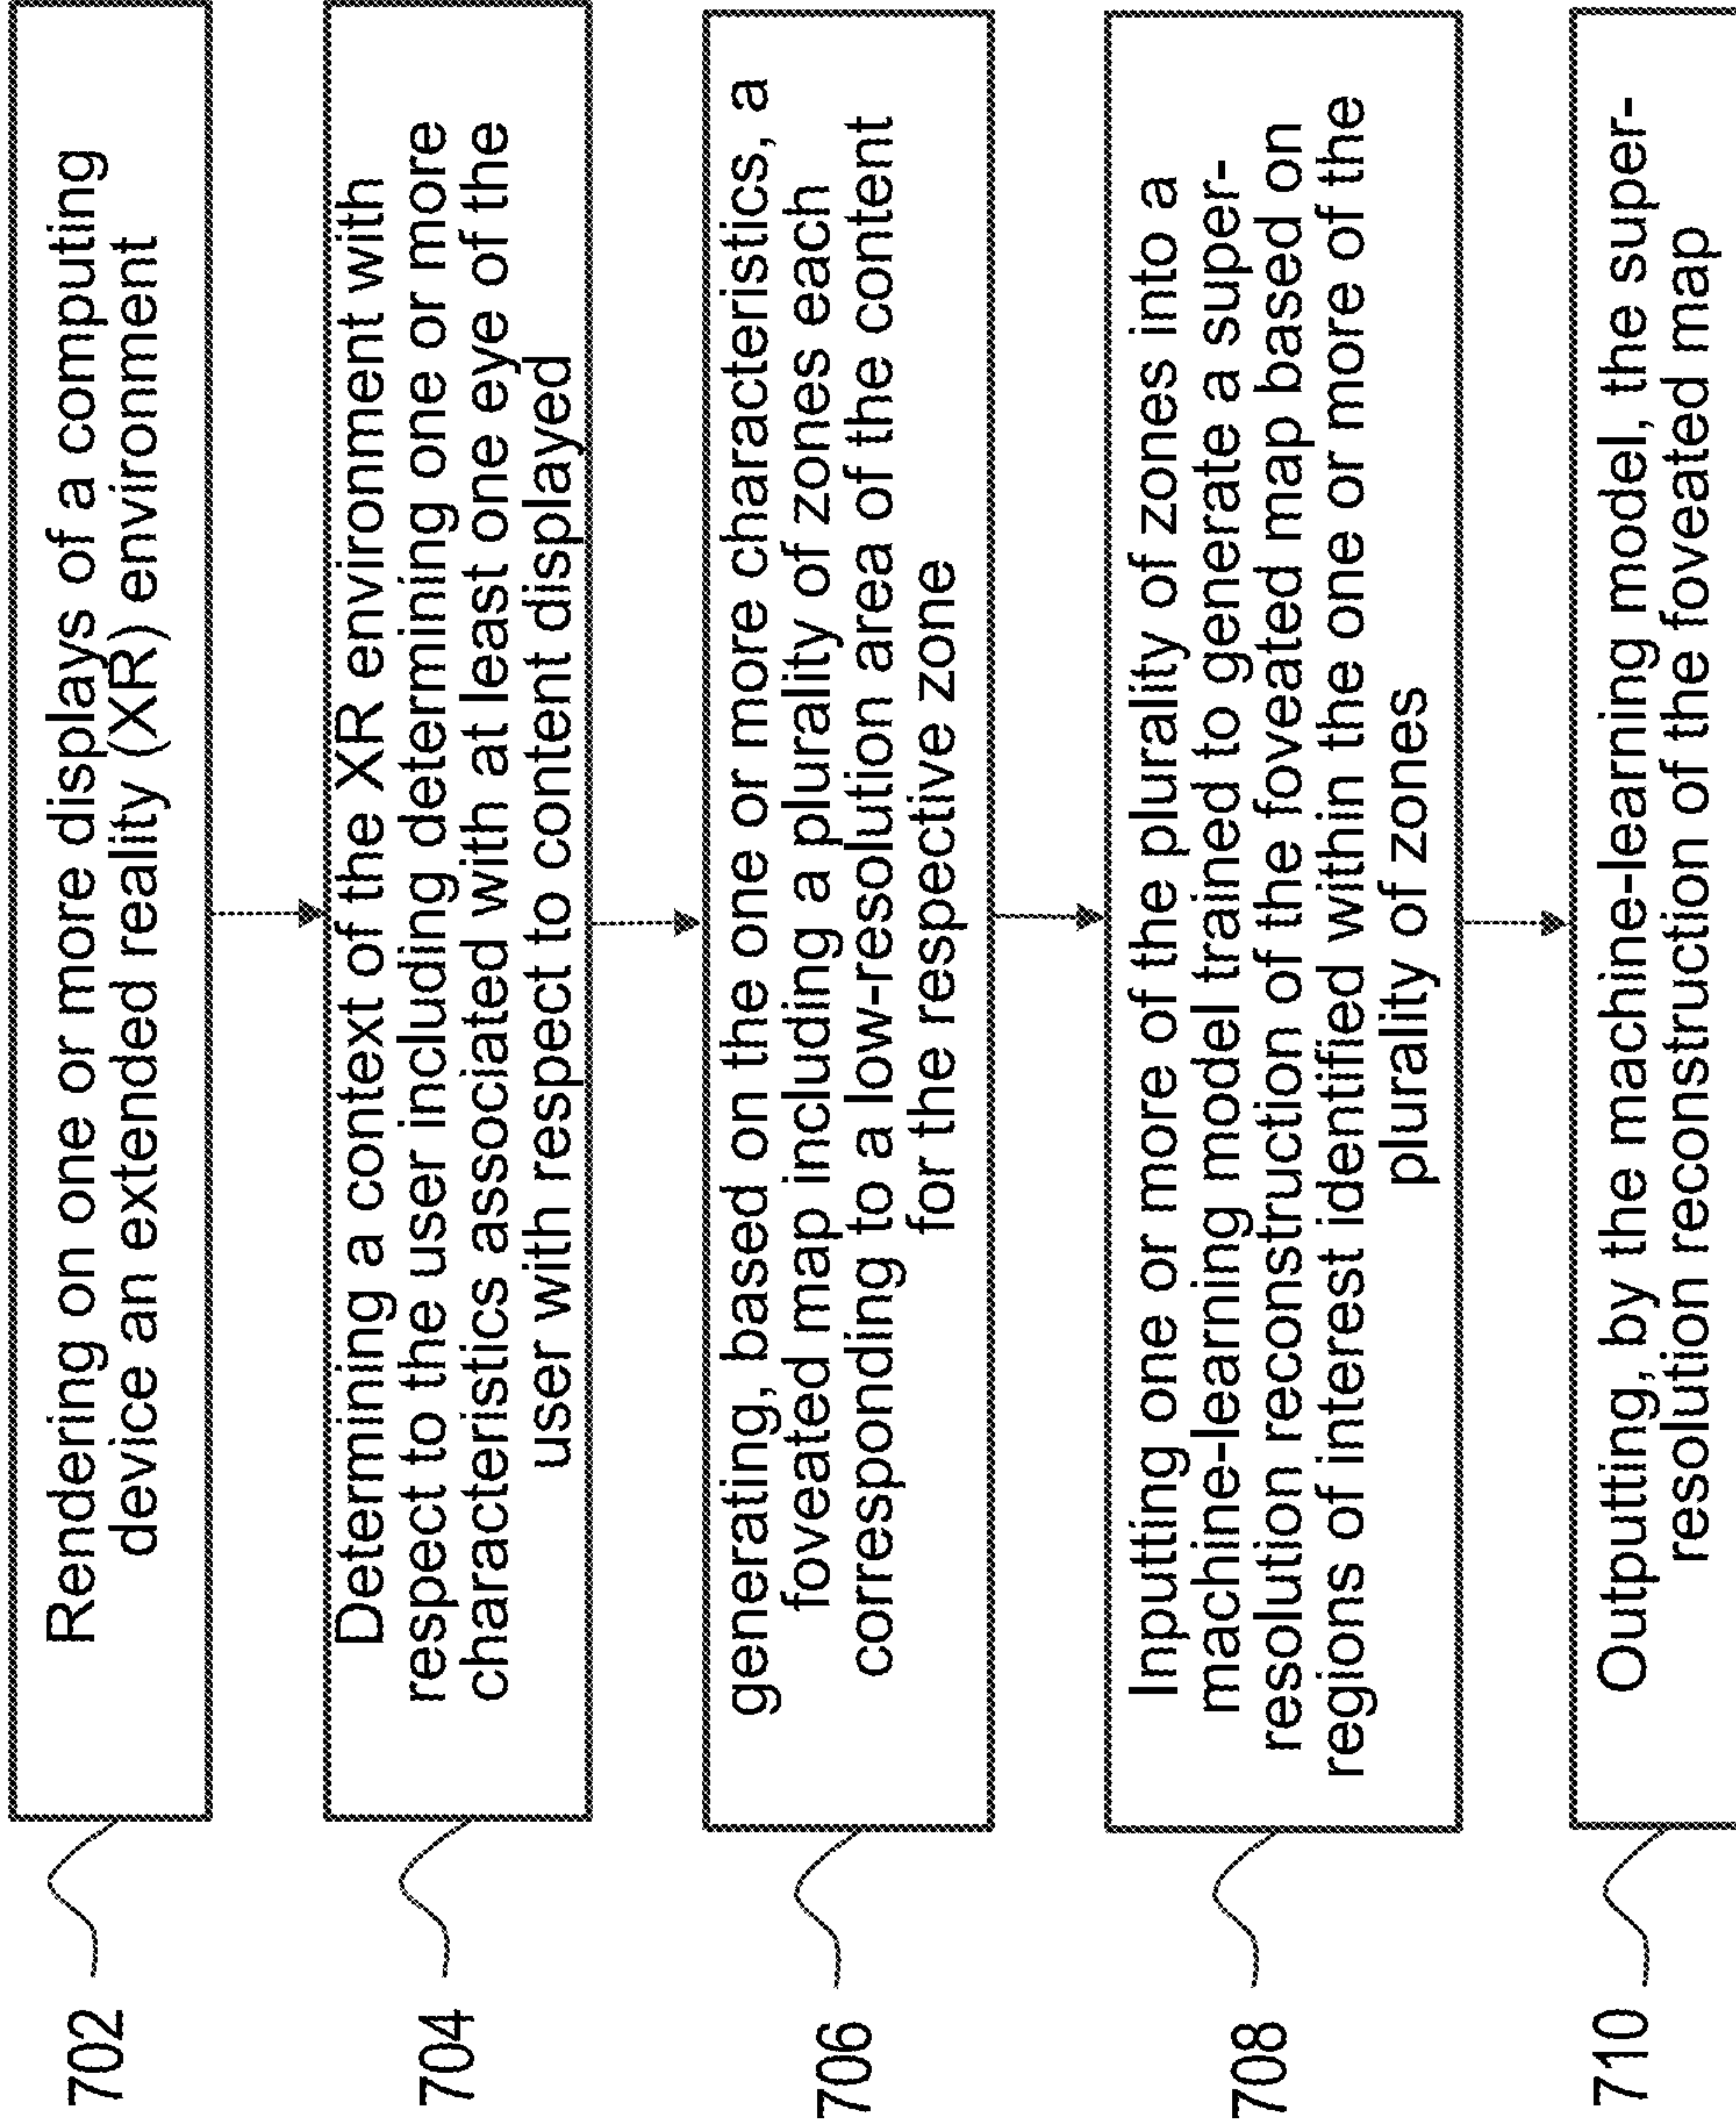 702
Rendering on one or more displays of a computing
device an extended reality (XR) environment
704
Determining a context of the XR environment with
respect to the user including determining one or more
characteristics associated with at least one eye of the
user with respect to content displayed
706
generating, based on the one or more characteristics, a
foveated map including a plurality of zones each
corresponding to a low-resolution area of the content
for the respective zone
708
Inputting one or more of the plurality of zones into a
machine-learning model trained to generate a super-
resolution reconstruction of the foveated map based on
regions of interest identified within the one or more of the
plurality of zones
710
Outputting, by the machine-learning model, the super-
resolution reconstruction of the foveated map